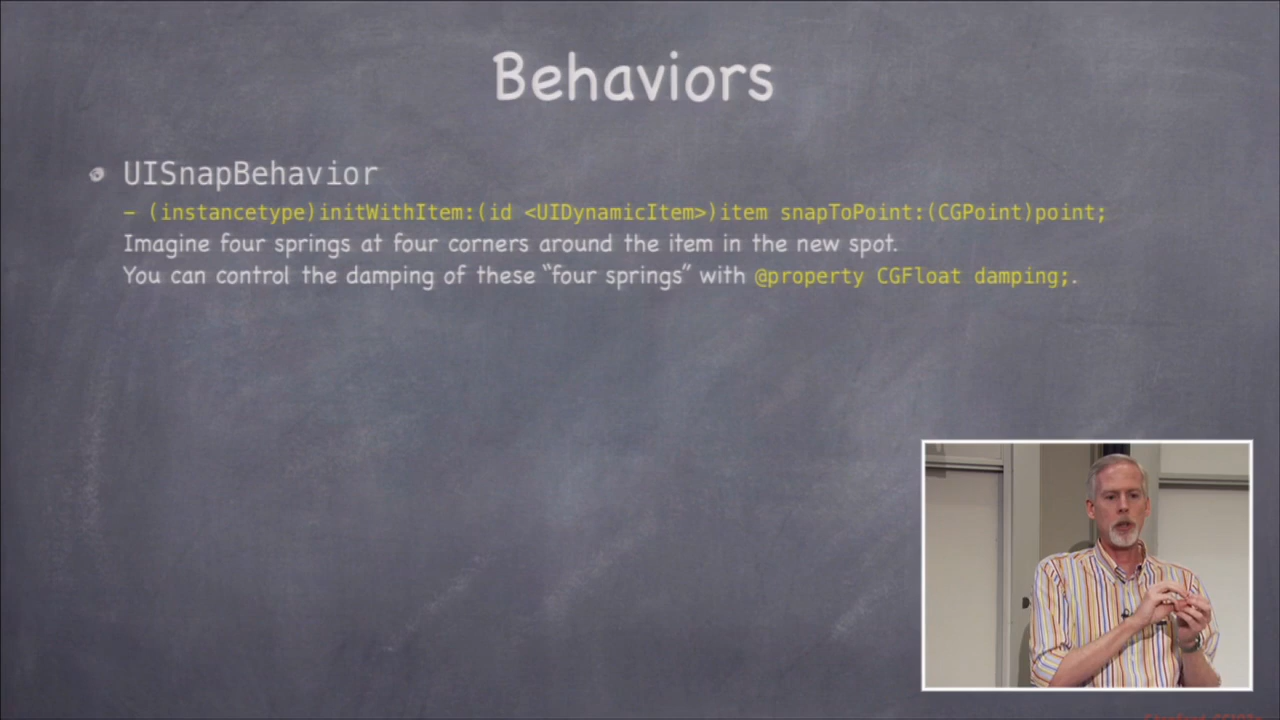 Behaviors
UISnapBehavior
- (instancetype)initWithItem:(id <UIDynamicItem>)item snapToPoint:(CGPoint)point;
Imagine four springs at four corners around the item in the new spot.
You can control the damping of these “four springs” with @property CGFloat damping;.